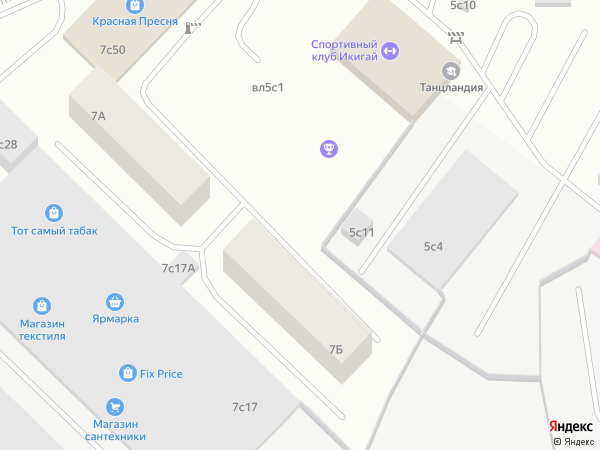 5с10
Красная Пресня
7с50
Спортивный
клуб Икигай
Танцландия
вл5с1
7А
с28
Тот самый табак
5с11
5с4
7с17А
Магазин
текстиля
Ярмарка
7Б
Fix Price
7с17
Магазин
сантехники
Яндекс
© Яндекс